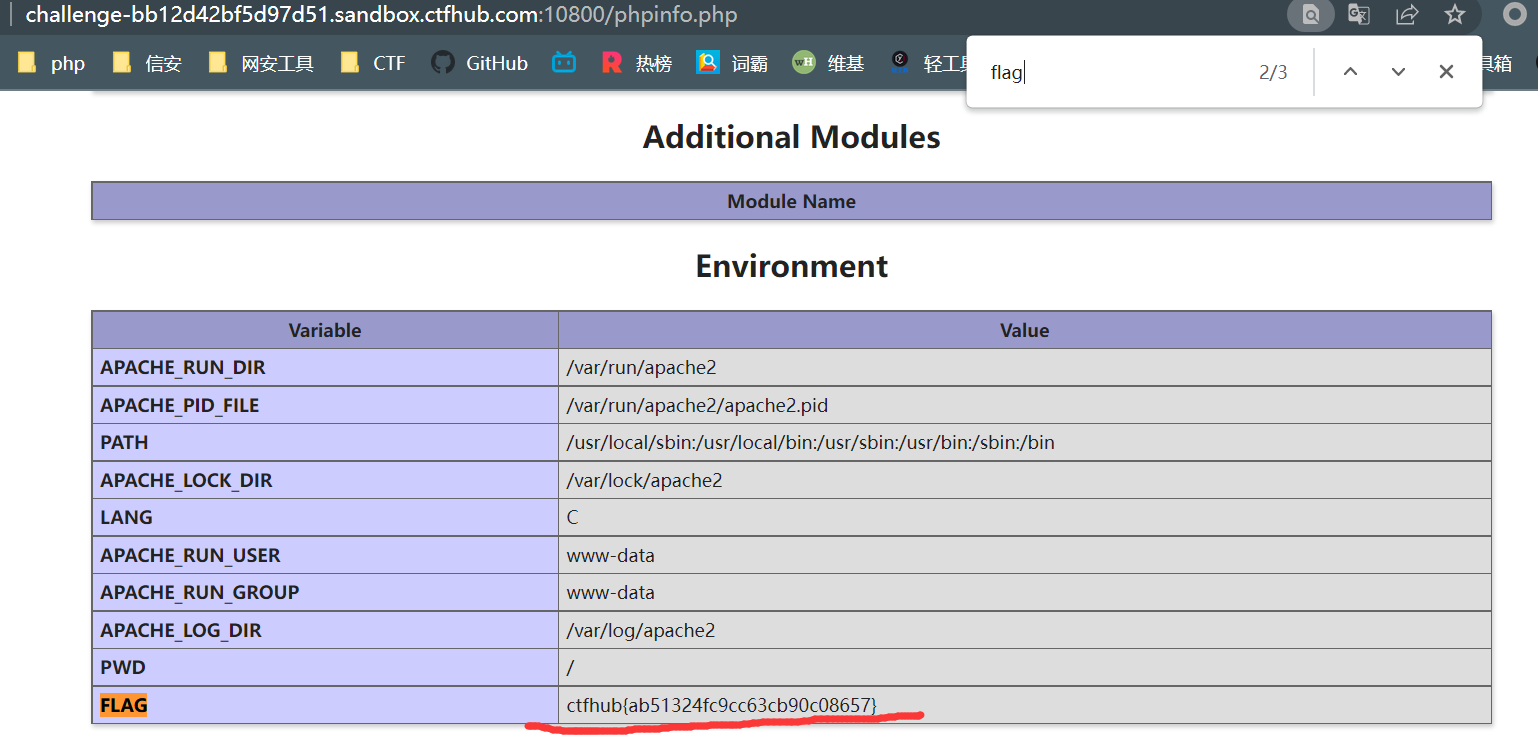 challenge-bb12d42bf5d97d51.sandbox.ctfhub.com:10800/phpinfo.php
php 信安 网安工具 CTF GitHub 热榜 词霸 维基 轻工具 具箱
flag 2/3
Additional Modules
Module Name
Environment
Variable Value
APACHE_RUN_DIR /var/run/apache2
APACHE_PID_FILE /var/run/apache2/apache2.pid
PATH /usr/local/sbin:/usr/local/bin:/usr/sbin:/usr/bin:/sbin:/bin
APACHE_LOCK_DIR /var/lock/apache2
LANG C
APACHE_RUN_USER www-data
APACHE_RUN_GROUP www-data
APACHE_LOG_DIR /var/log/apache2
PWD /
FLAG ctfhub{ab51324fc9cc63cb90c08657}